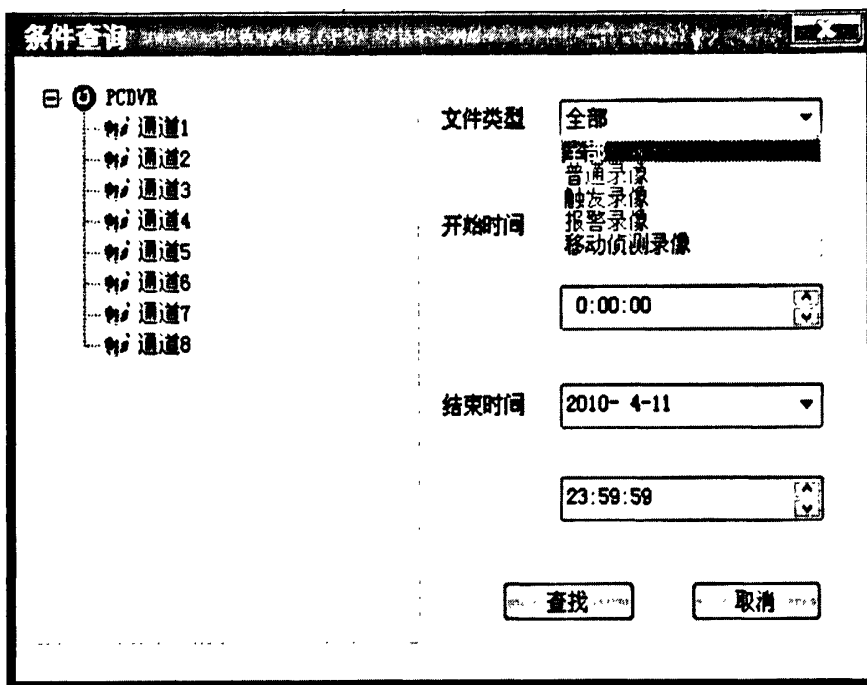 条件查询
PCDVR
通道1
通道2
通道3
通道4
通道5
通道6
通道7
通道8
文件类型
全部
全部
普通录像
触发录像
报警录像
移动侦测录像
开始时间
0:00:00
结束时间
2010- 4-11
23:59:59
查找
取消